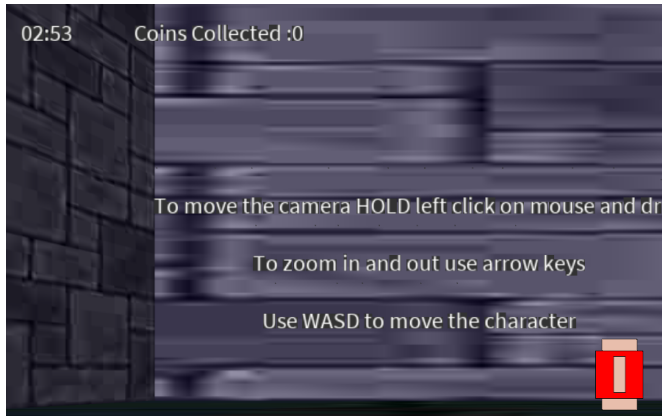 02:53 Coins Collected :0
To move the camera HOLD left click on mouse and dr
To zoom in and out use arrow keys
Use WASD to move the character